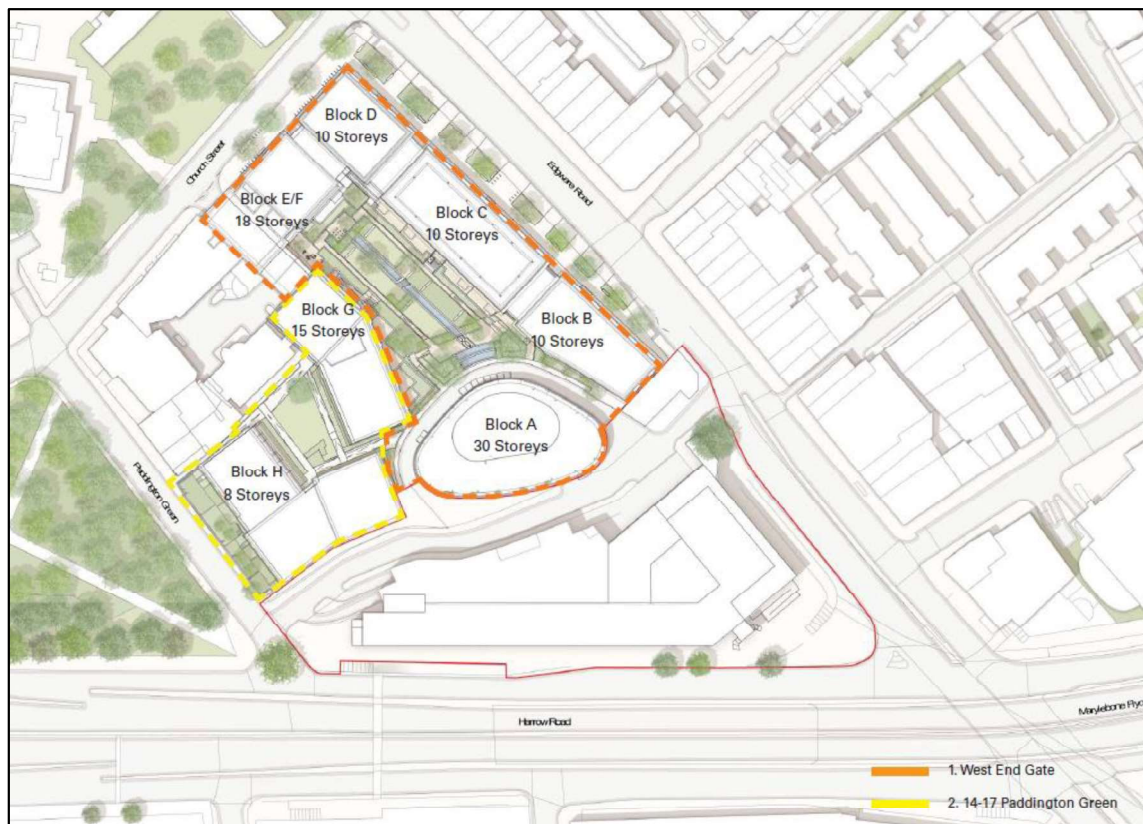 Block D
10 Storeys
Church Street
Edgware Road
Block E/F
18 Storeys
Block C
10 Storeys
Block G
15 Storeys
Block B
10 Storeys
Block A
30 Storeys
Block H
8 Storeys
Paddington Green
Harrow Road
Marylebone Flyo
1. West End Gate
2. 14-17 Paddington Green